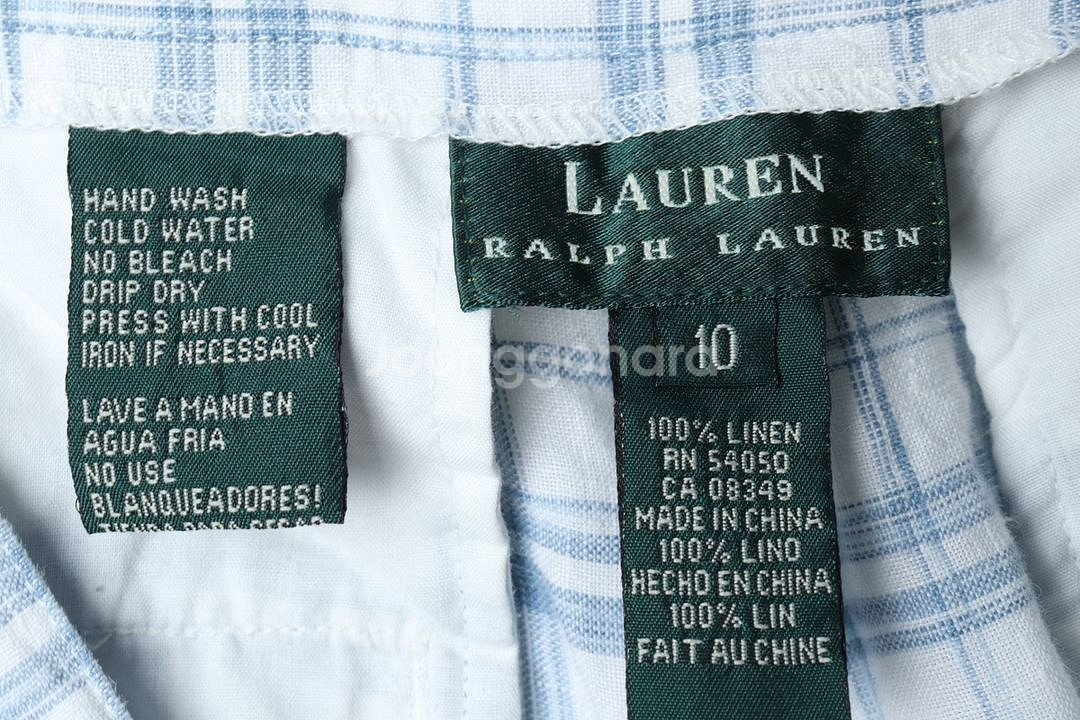 HAND WASH
COLD WATER
NO BLEACH
DRIP DRY
PRESS WITH COOL
IRON IF NECESSARY
LAVE A MANO EN
AGUA FRIA
NO USE
BLANQUEADORES!
LAUREN
RALPH LAUREN
10
100% LINEN
RN 54050
CA 08349
MADE IN CHINA
100% LINO
HECHO EN CHINA
100% LIN
FAIT AU CHINE